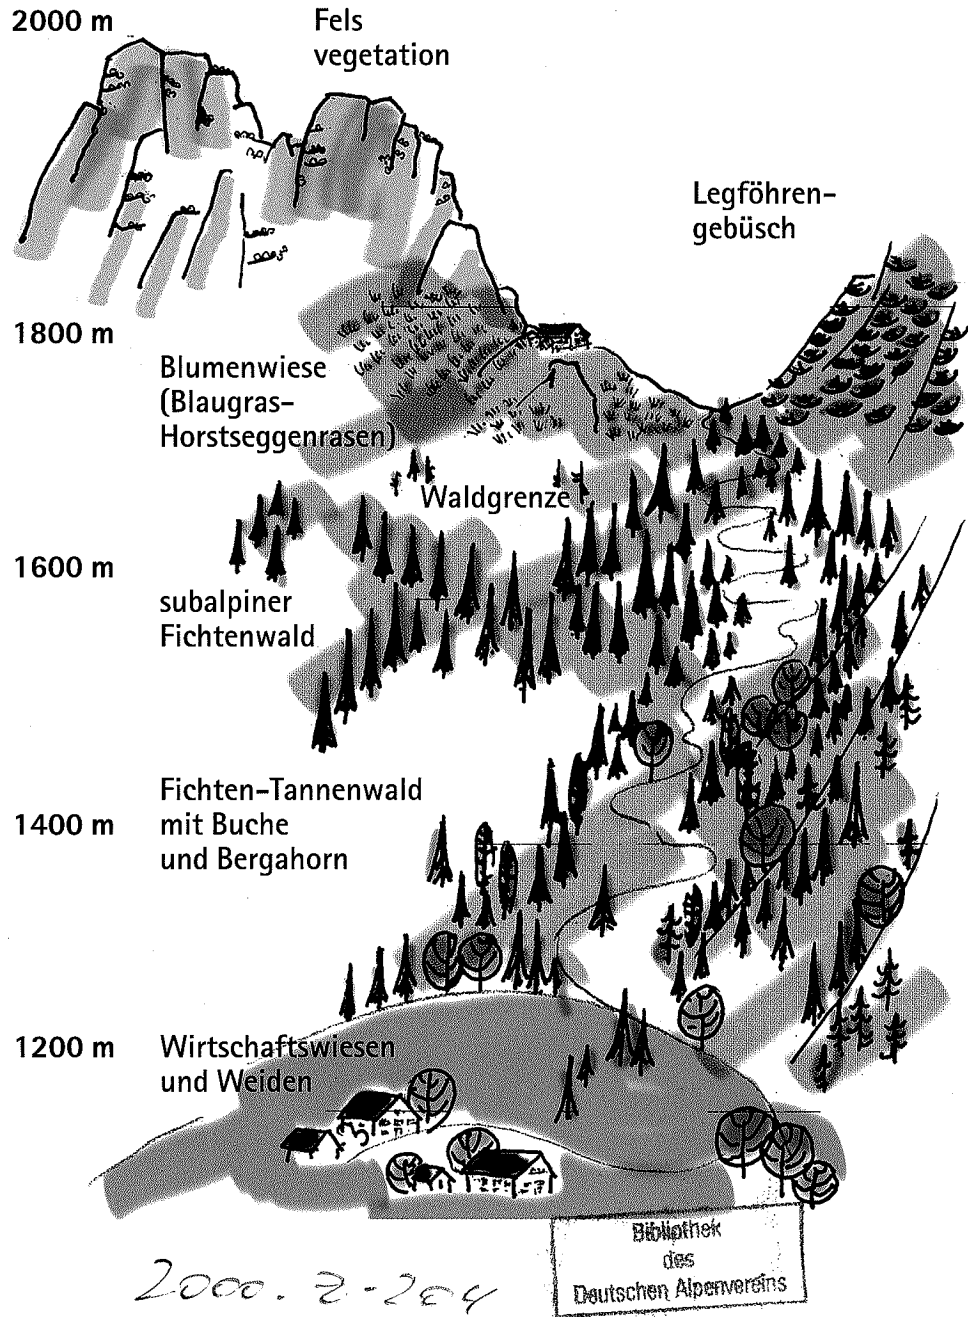 2000 m
Fels
vegetation
Legföhren-
gebüsch
1800 m
Blumenwiese
(Blaugras-
Horstseggenrasen)
Waldgrenze
1600 m
subalpiner
Fichtenwald
Fichten-Tannenwald
1400 m
mit Buche
und Bergahorn
1200 m
Wirtschaftswiesen
und Weiden
Bibliothek
des
Deutschen Alpenvereins
2000.2-204